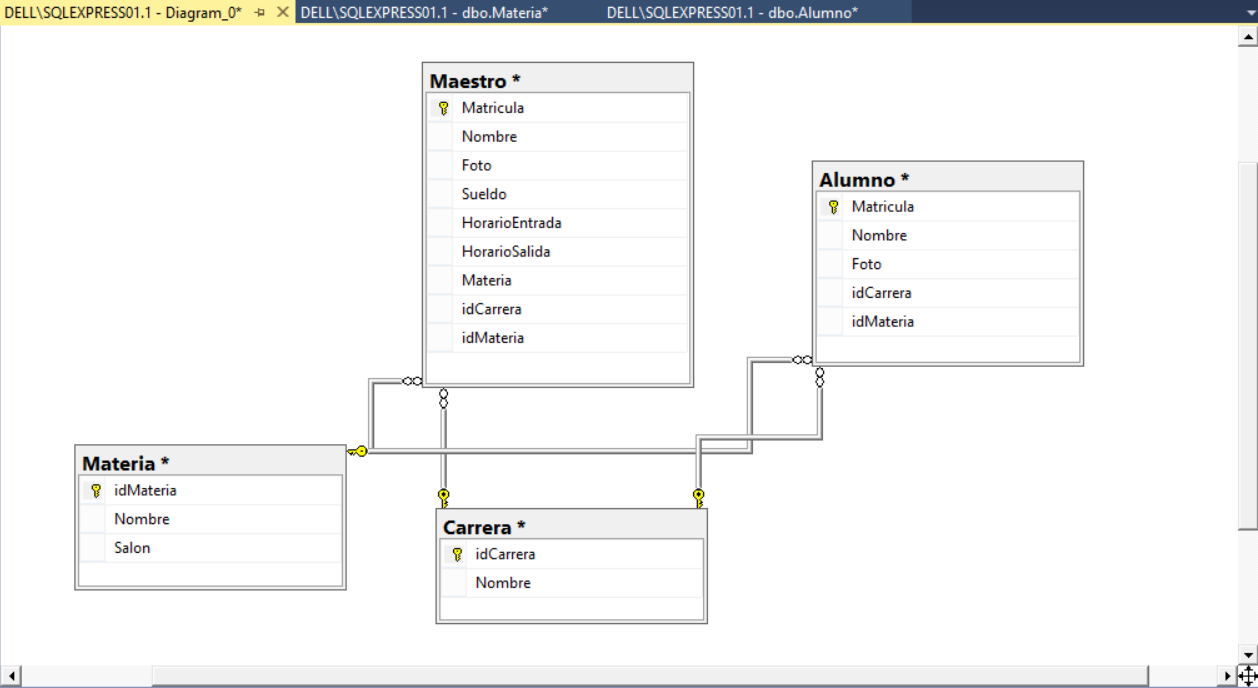 DELL\SQLEXPRESS01.1 - Diagram_0*
DELL\SQLEXPRESS01.1 - dbo.Materia*
DELL\SQLEXPRESS01.1 - dbo.Alumno*
Maestro *
Matricula
Nombre
Foto
Sueldo
HorarioEntrada
HorarioSalida
Materia
idCarrera
idMateria
Alumno *
Matricula
Nombre
Foto
idCarrera
idMateria
Materia *
idMateria
Nombre
Salon
Carrera *
idCarrera
Nombre